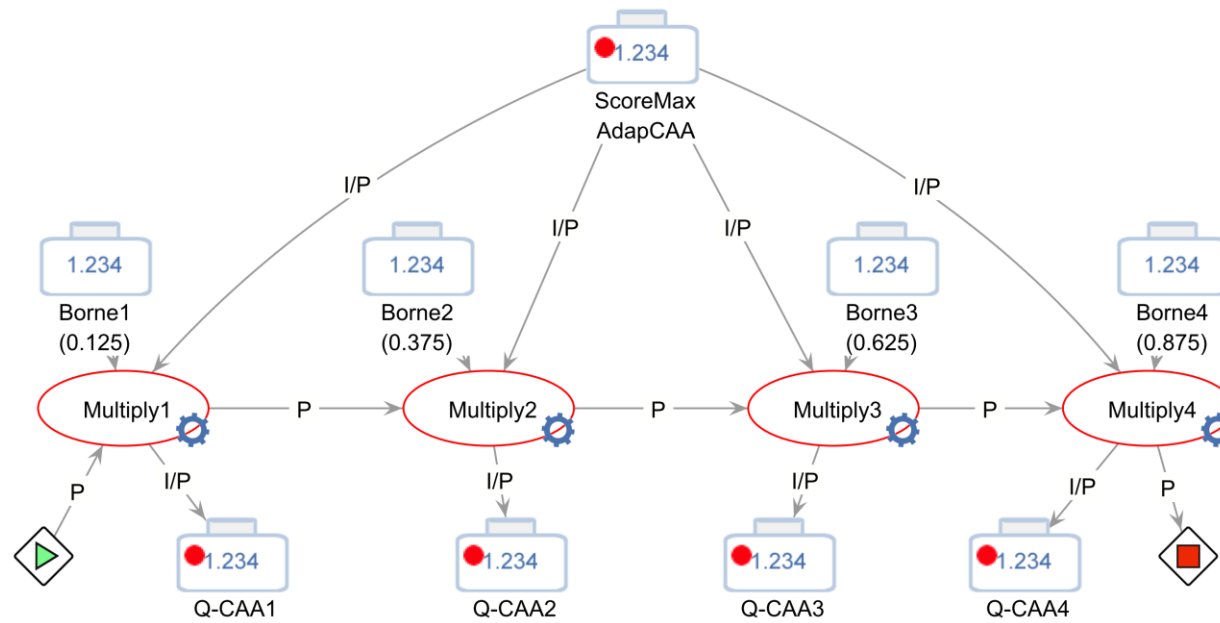 1.234
ScoreMax
AdapCAA
I/P
I/P
I/P
I/P
1.234
Borne1
(0.125)
1.234
Borne2
(0.375)
1.234
Borne3
(0.625)
1.234
Borne4
(0.875)
Multiply1
P
Multiply2
P
Multiply3
P
Multiply4
P
I/P
I/P
I/P
I/P
P
1.234
Q-CAA1
1.234
Q-CAA2
1.234
Q-CAA3
1.234
Q-CAA4